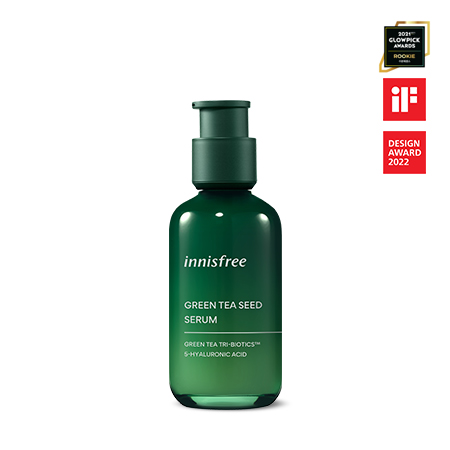 2021
GLOWPICK
AWARDS
ROOKIE
iF
DESIGN
AWARD
2022
innisfree
GREEN TEA SEED
SERUM
GREEN TEA TRI-BIOTICS™
5-HYALURONIC ACID